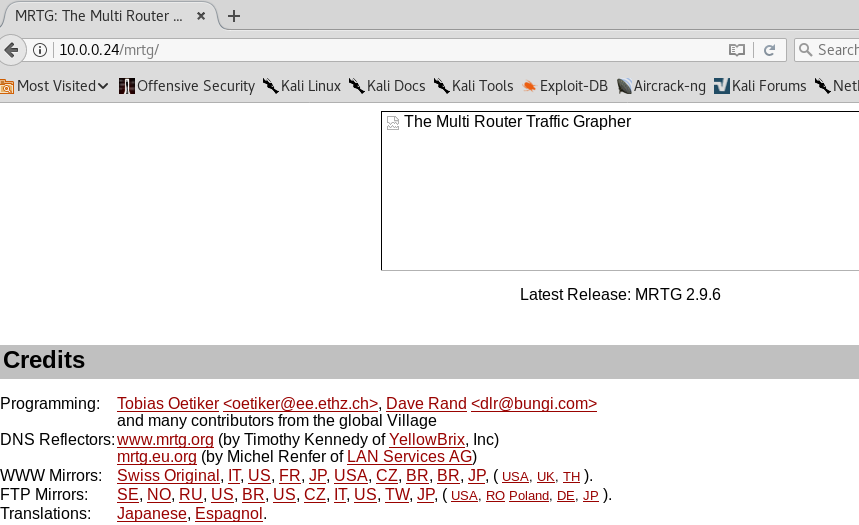 MRTG: The Multi Router ...
10.0.0.24/mrtg/
Search
Most Visited Offensive Security Kali Linux Kali Docs Kali Tools Exploit-DB Aircrack-ng Kali Forums
The Multi Router Traffic Grapher
Latest Release: MRTG 2.9.6
Credits
Programming: Tobias Oetiker <oetiker@ee.ethz.ch>, Dave Rand <dlr@bungi.com>
and many contributors from the global Village
DNS Reflectors: www.mrtg.org (by Timothy Kennedy of YellowBrix, Inc)
mrtg.eu.org (by Michel Renfer of LAN Services AG)
WWW Mirrors: Swiss Original, IT, US, FR, JP, USA, CZ, BR, BR, JP, ( USA, UK, TH ).
FTP Mirrors: SE, NO, RU, US, BR, US, CZ, IT, US, TW, JP, ( USA, RO Poland, DE, JP ).
Translations: Japanese, Espagnol.